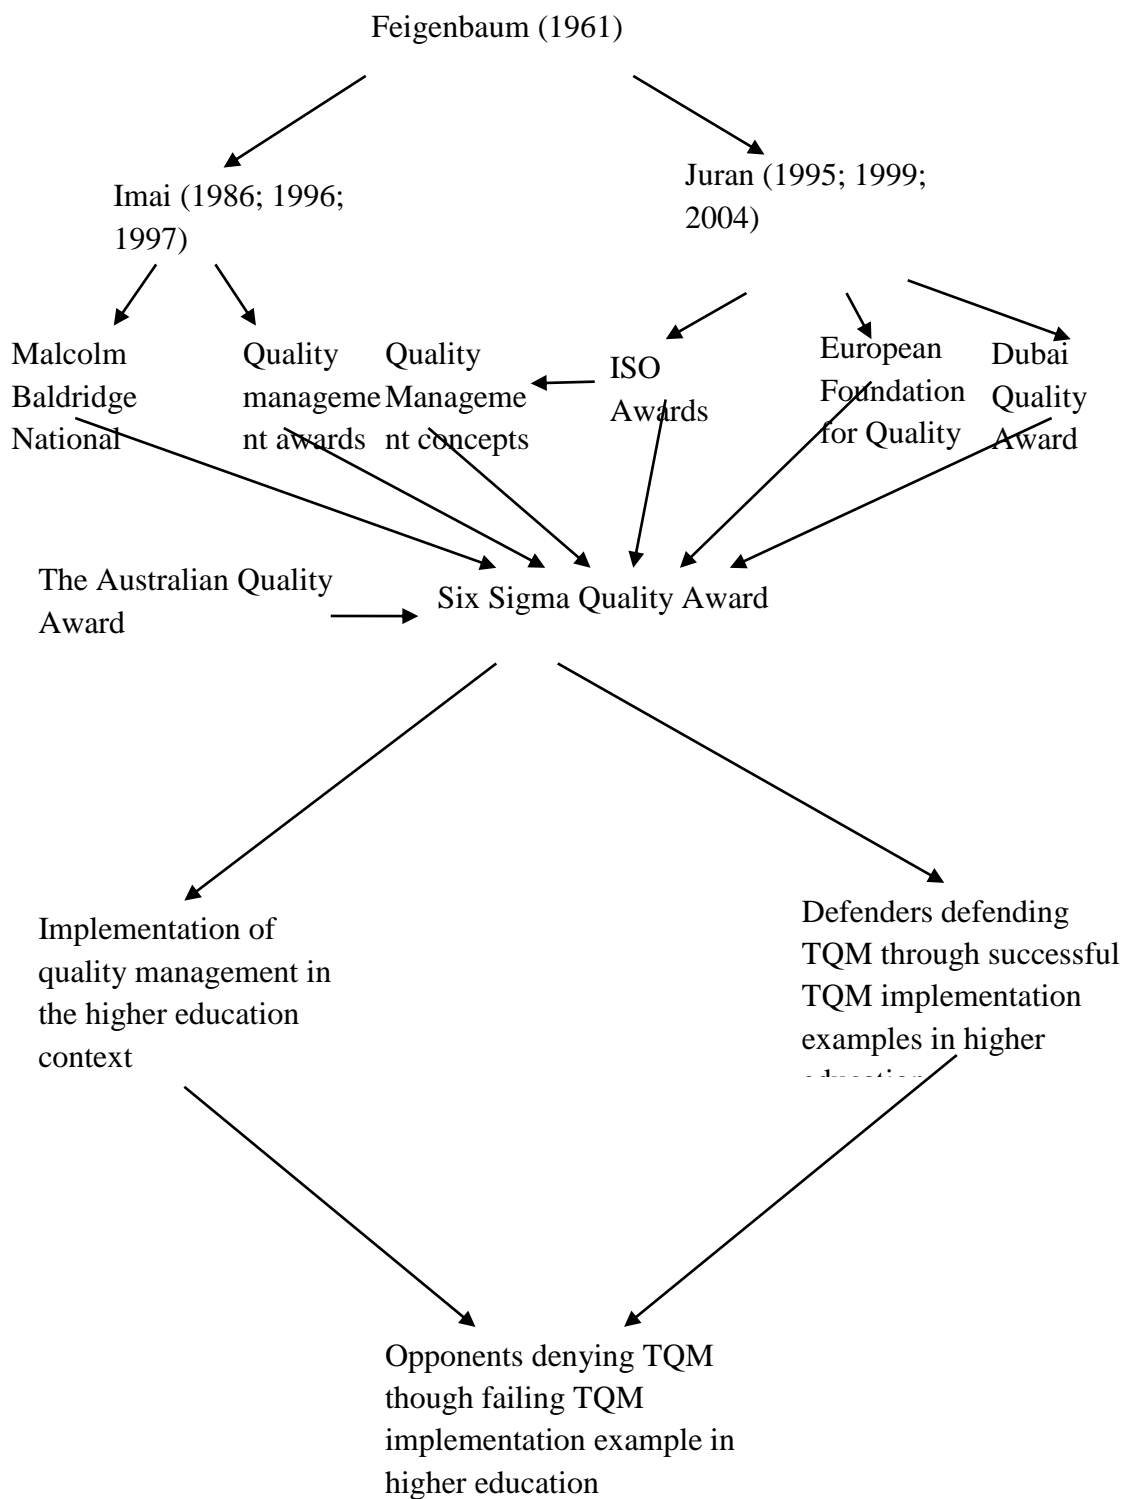 Feigenbaum (1961)
Imai (1986; 1996;
1997)
Juran (1995; 1999;
2004)
Malcolm
Baldridge
National
Quality
manageme
nt awards
Quality
Manageme
nt concepts
ISO
Awards
European
Foundation
for Quality
Dubai
Quality
Award
The Australian Quality
Award
Six Sigma Quality Award
Implementation of
quality management in
the higher education
context
Defenders defending
TQM through successful
TQM implementation
examples in higher
Opponents denying TQM
though failing TQM
implementation example in
higher education